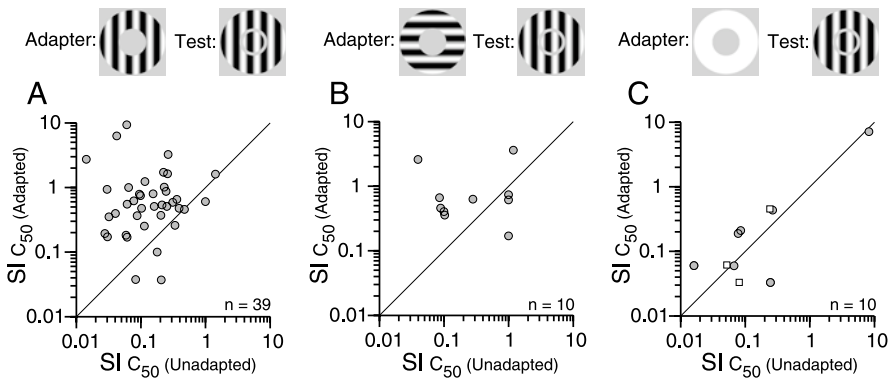 Adapter: Test: Adapter: Test: Adapter: Test:
A B C
10 10 10
1 1 1
0.1 0.1 0.1
0.01 0.01 0.01
SI C50 (Adapted) SI C50 (Adapted) SI C50 (Adapted)
n = 39 n = 10 n = 10
0.01 0.1 1 10 0.01 0.1 1 10 0.01 0.1 1 10
SI C50 (Unadapted) SI C50 (Unadapted) SI C50 (Unadapted)